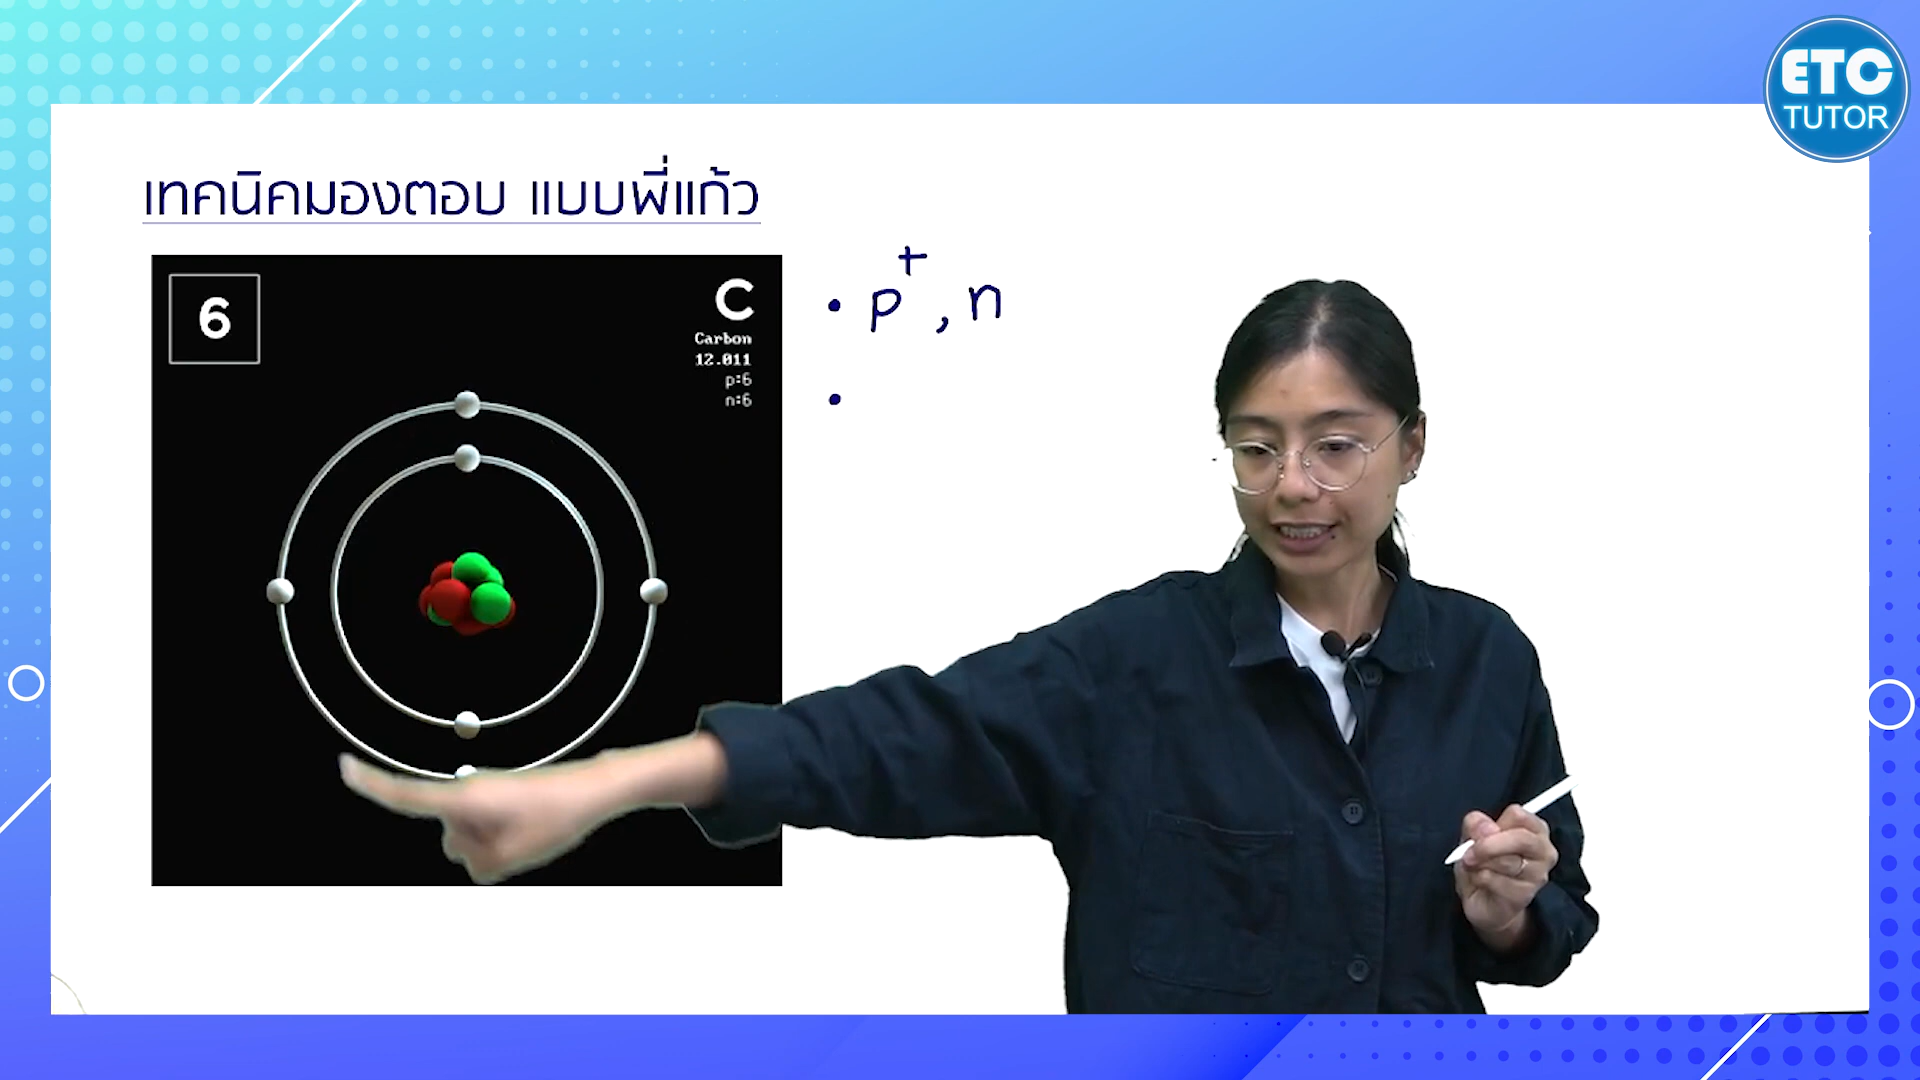 ETC
TUTOR
เทคนิคมองตอบ แบบพี่แก้ว
6
C
Carbon
12.011
p:6
n:6
• p⁺, n
•